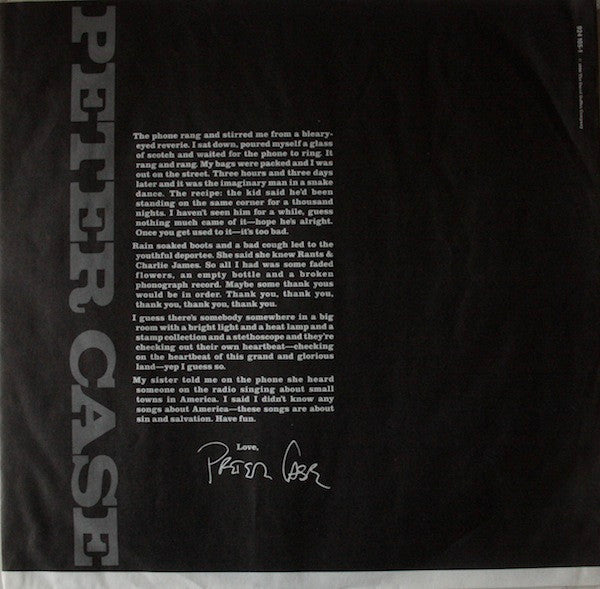 PETER CASE
924 105-1
The phone rang and stirred me from a bleary-
eyed reverie. I sat down, poured myself a glass
of scotch and waited for the phone to ring. It
rang and rang. My bags were packed and I was
out on the street. Three hours and three days
later and it was the imaginary man in a snake
dance. The recipe: the kid said he'd been
standing on the same corner for a thousand
nights. I haven't seen him for a while, guess
nothing much came of it—hope he's alright.
Once you get used to it—it's too bad.
Rain soaked boots and a bad cough led to the
youthful deportee. She said she knew Rants &
Charlie James. So all I had was some faded
flowers, an empty bottle and a broken
phonograph record. Maybe some thank yous
would be in order. Thank you, thank you,
thank you, thank you, thank you.
I guess there's somebody somewhere in a big
room with a bright light and a heat lamp and a
stamp collection and a stethoscope and they're
checking out their own heartbeat—checking
on the heartbeat of this grand and glorious
land—yep I guess so.
My sister told me on the phone she heard
someone on the radio singing about small
towns in America. I said I didn't know any
songs about America—these songs are about
sin and salvation. Have fun.
Love,
PETER CASE